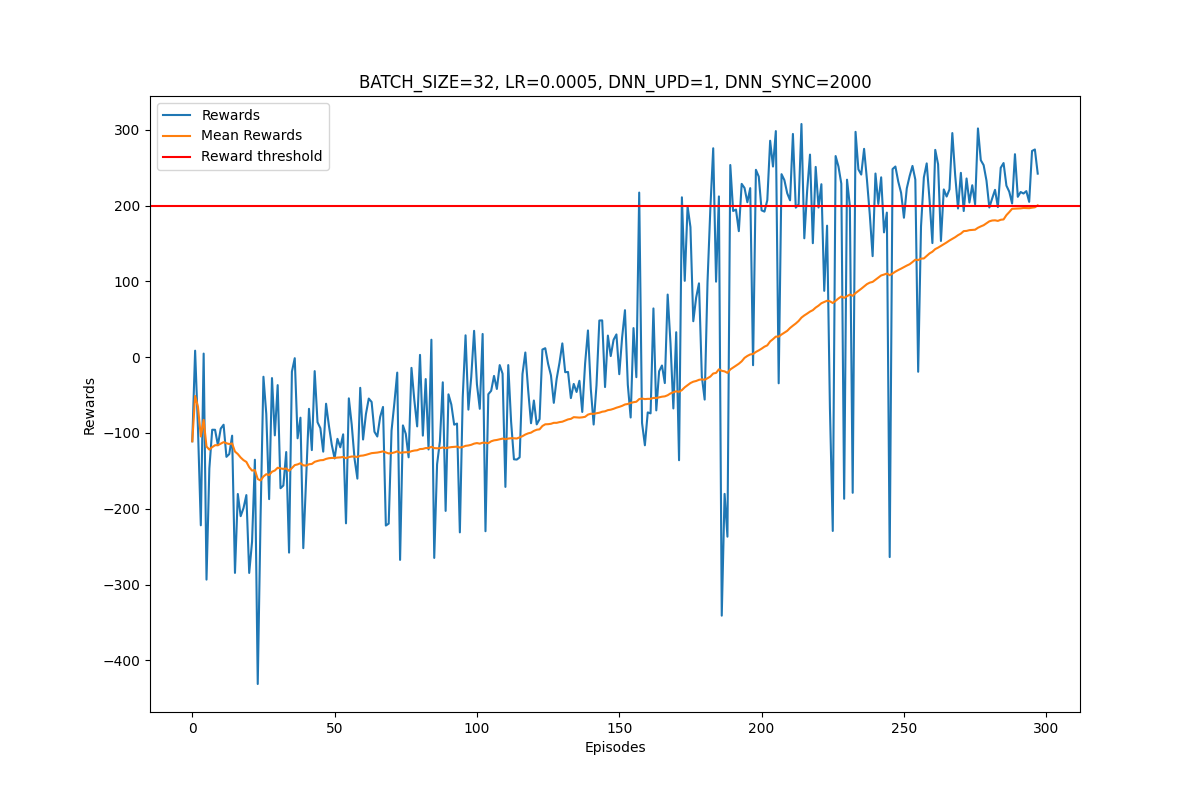 BATCH_SIZE=32, LR=0.0005, DNN_UPD=1, DNN_SYNC=2000
Rewards
Mean Rewards
Reward threshold
300
200
100
0
−100
−200
−300
−400
Rewards
0
50
100
150
200
250
300
Episodes